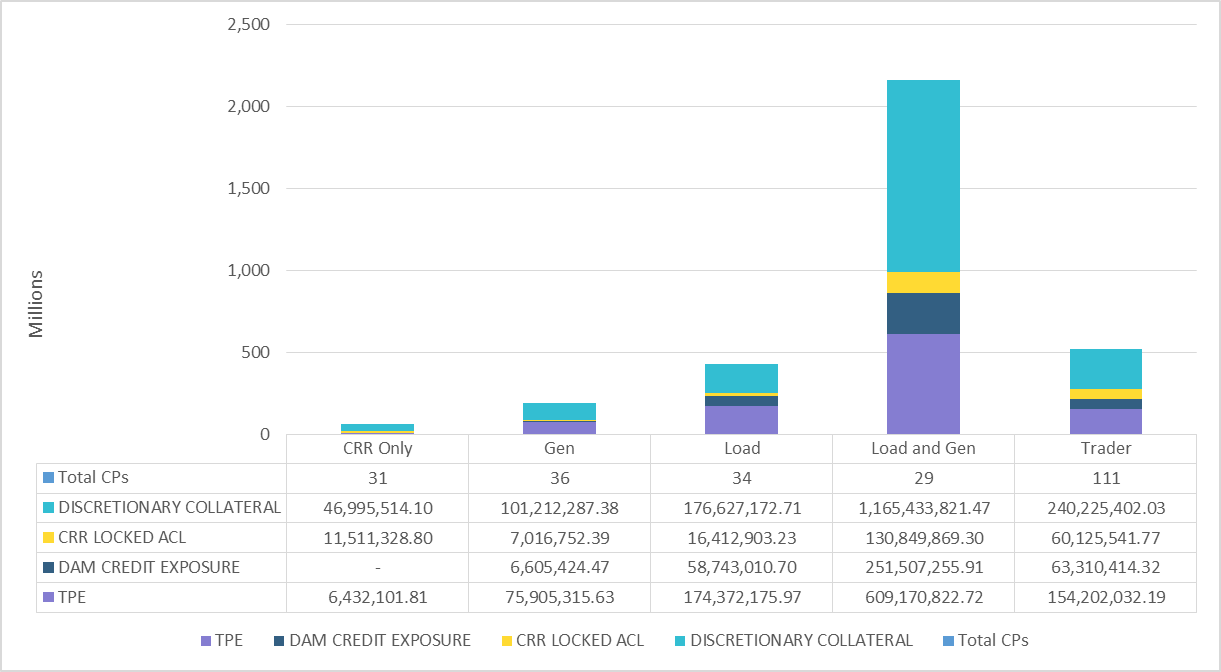 2,500
2,000
1,500
1,000
500
0
Millions
CRR Only Gen Load Load and Gen Trader
Total CPs 31 36 34 29 111
DISCRETIONARY COLLATERAL 46,995,514.10 101,212,287.38 176,627,172.71 1,165,433,821.47 240,225,402.03
CRR LOCKED ACL 11,511,328.80 7,016,752.39 16,412,903.23 130,849,869.30 60,125,541.77
DAM CREDIT EXPOSURE - 6,605,424.47 58,743,010.70 251,507,255.91 63,310,414.32
TPE 6,432,101.81 75,905,315.63 174,372,175.97 609,170,822.72 154,202,032.19
TPE DAM CREDIT EXPOSURE CRR LOCKED ACL DISCRETIONARY COLLATERAL Total CPs